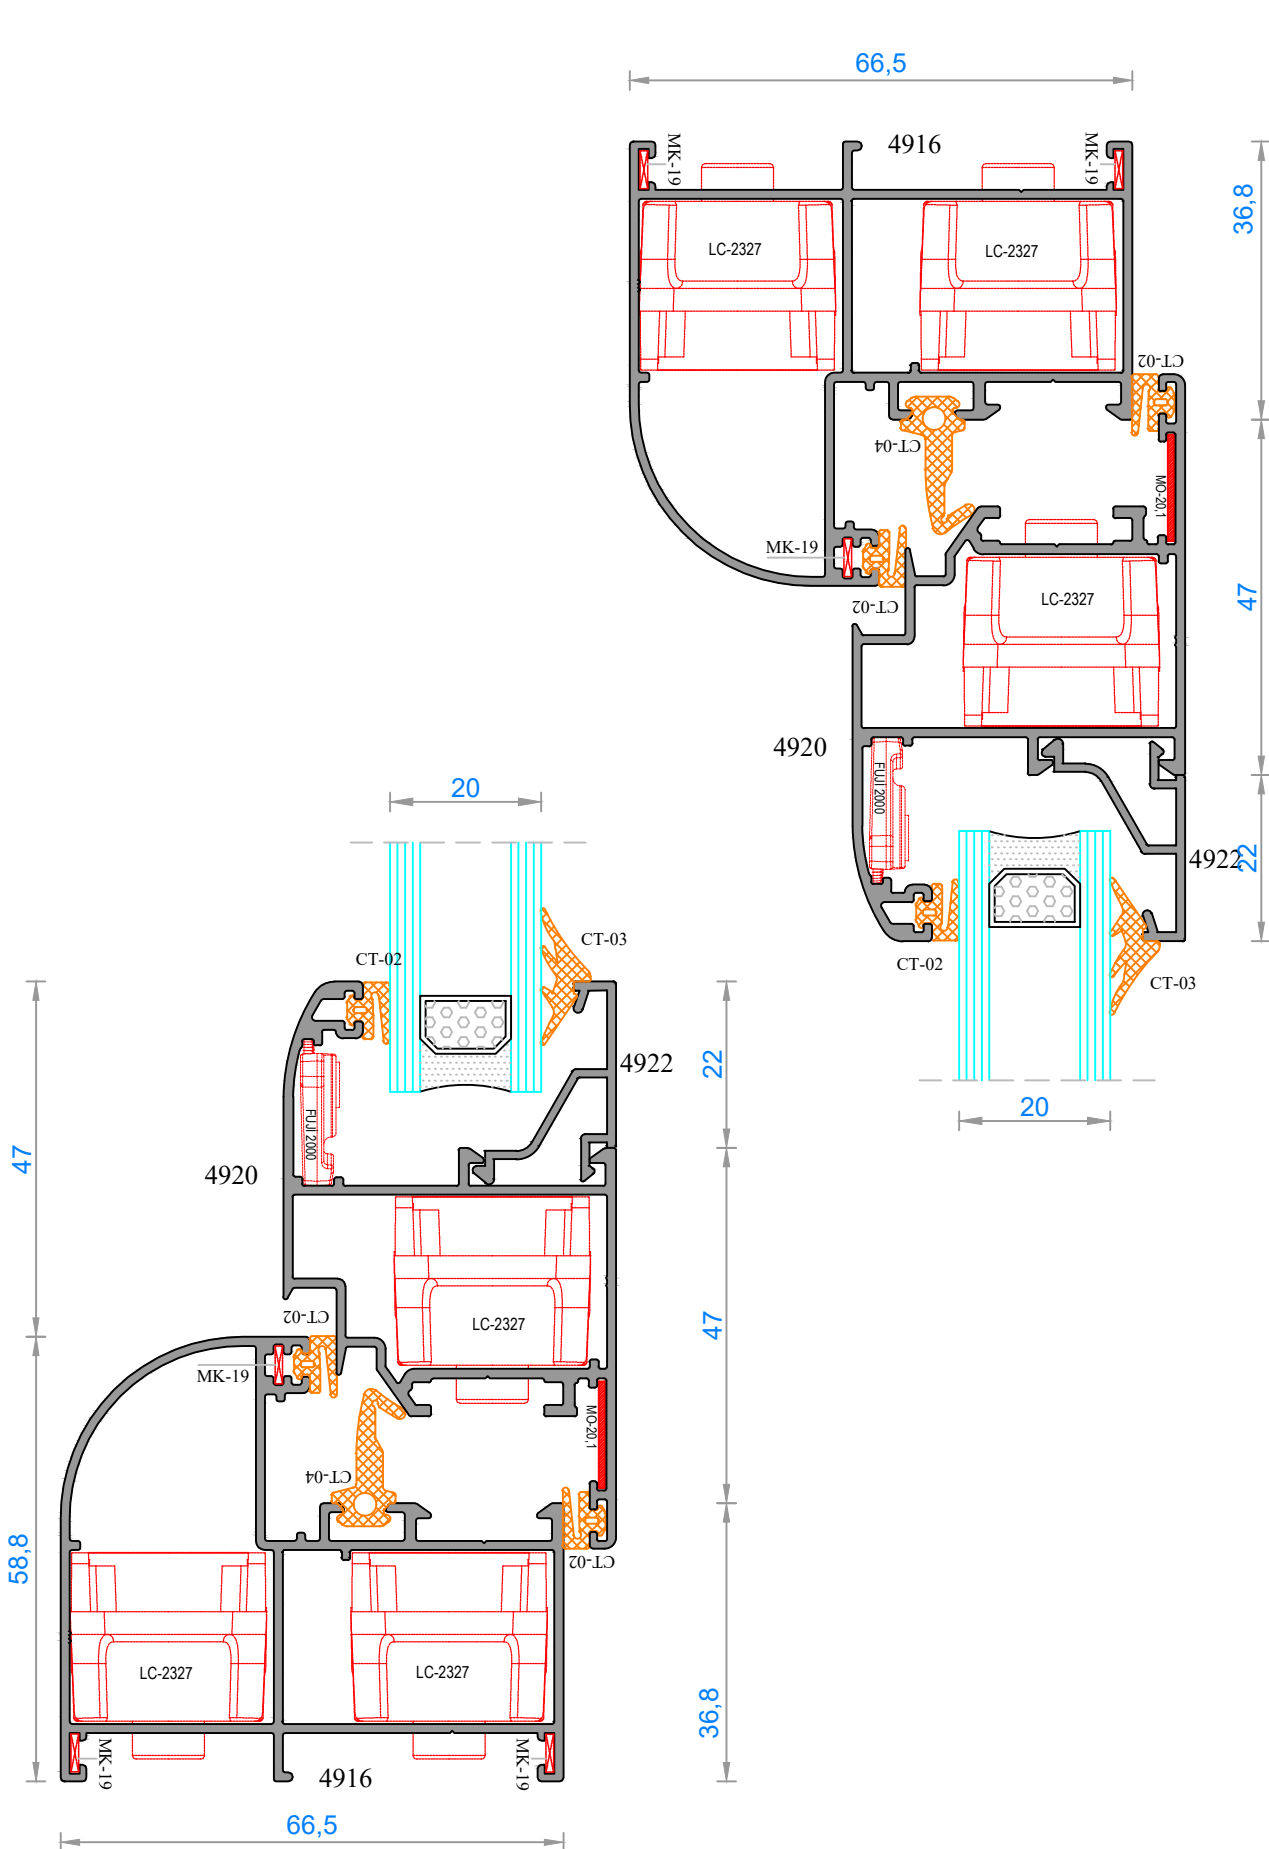 66,5
MK-19
4916
MK-19
36,8
LC-2327
LC-2327
CT-02
CT-04
MO-20,1
MK-19
CT-02
LC-2327
47
4920
FUJI 2000
4922
22
CT-02
CT-03
20
20
CT-02
CT-03
4922
22
FUJI 2000
4920
47
LC-2327
CT-02
MK-19
47
MO-20,1
CT-04
CT-02
58,8
LC-2327
LC-2327
36,8
MK-19
4916
MK-19
66,5